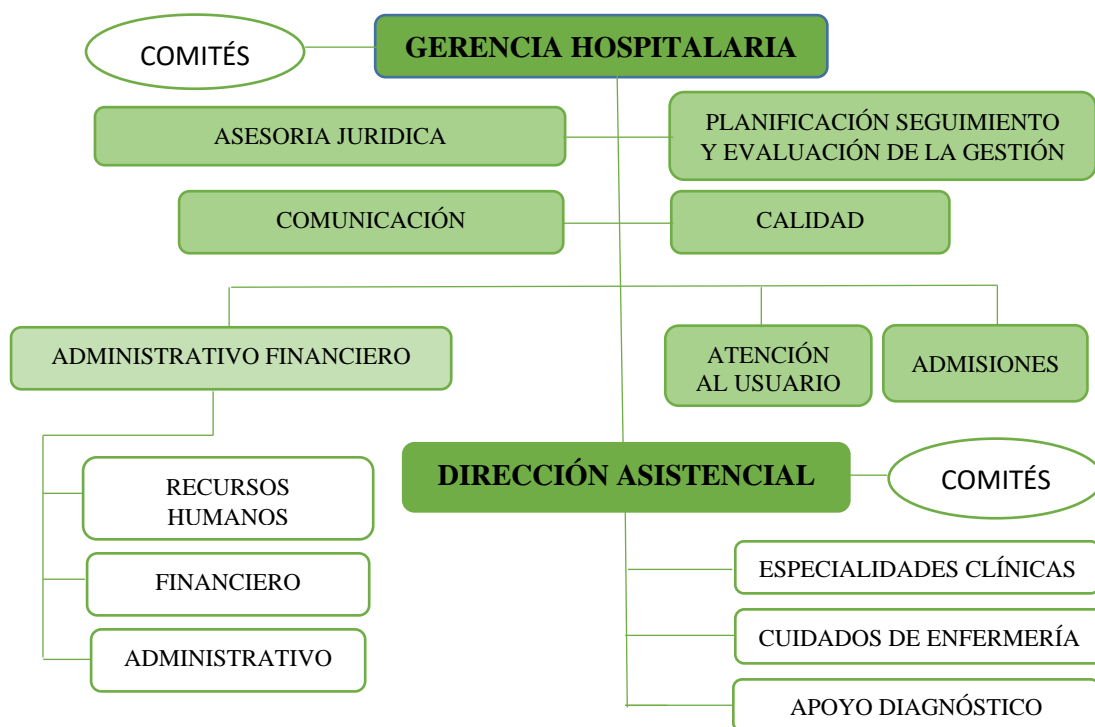 COMITÉS
GERENCIA HOSPITALARIA
ASESORIA JURIDICA
PLANIFICACIÓN SEGUIMIENTO
Y EVALUACIÓN DE LA GESTIÓN
COMUNICACIÓN
CALIDAD
ADMINISTRATIVO FINANCIERO
ATENCIÓN
AL USUARIO
ADMISIONES
DIRECCIÓN ASISTENCIAL
COMITÉS
RECURSOS
HUMANOS
FINANCIERO
ADMINISTRATIVO
ESPECIALIDADES CLÍNICAS
CUIDADOS DE ENFERMERÍA
APOYO DIAGNÓSTICO